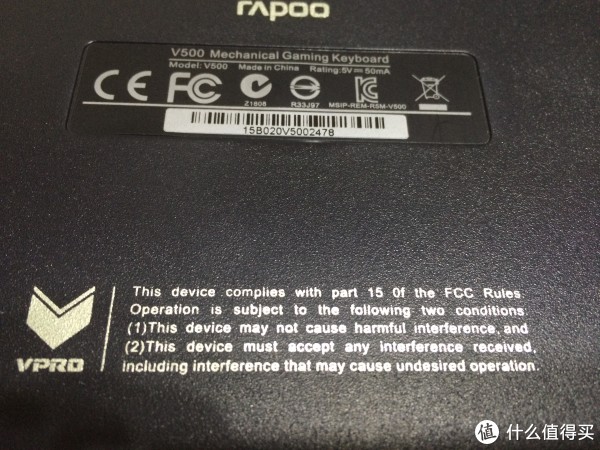 rapoo
V500 Mechanical Gaming Keyboard
Model: V500 Made in China Rating:5V⎓50mA
CE FC Z1808 R33J97 MSIP-REM-RSM-V500
15B020V5002478
This device complies with part 15 0f the FCC Rules.
Operation is subject to the following two conditions
(1)This device may not cause harmful interference, and
(2)This device must accept any interference received,
including interference that may cause undesired operation.
VPRO
值 什么值得买